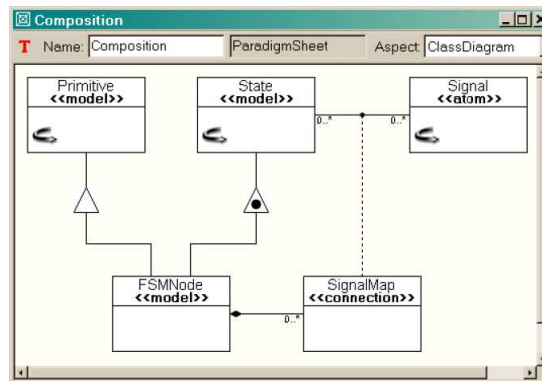 Composition
T Name: Composition ParadigmSheet Aspect: ClassDiagram
Primitive
<<model>>
State
<<model>>
Signal
<<atom>>
0..*
0..*
FSMNode
<<model>>
SignalMap
<<connection>>
0..*